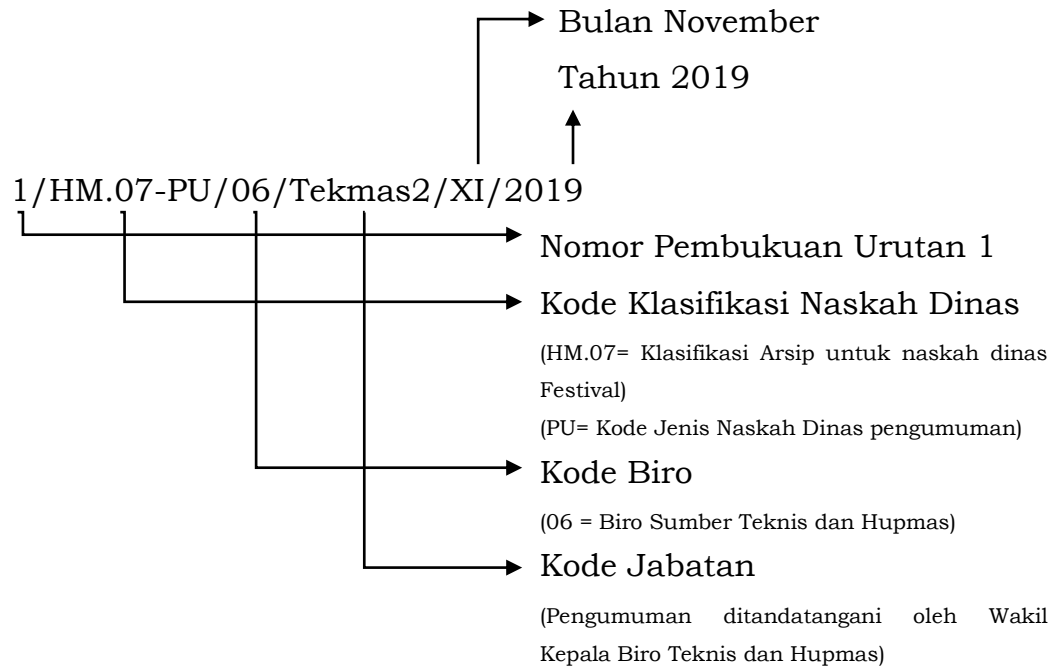 Bulan November
Tahun 2019
1/HM.07-PU/06/Tekmas2/XI/2019
Nomor Pembukuan Urutan 1
Kode Klasifikasi Naskah Dinas
(HM.07= Klasifikasi Arsip untuk naskah dinas
Festival)
(PU= Kode Jenis Naskah Dinas pengumuman)
Kode Biro
(06 = Biro Sumber Teknis dan Hupmas)
Kode Jabatan
(Pengumuman ditandatangani oleh Wakil
Kepala Biro Teknis dan Hupmas)